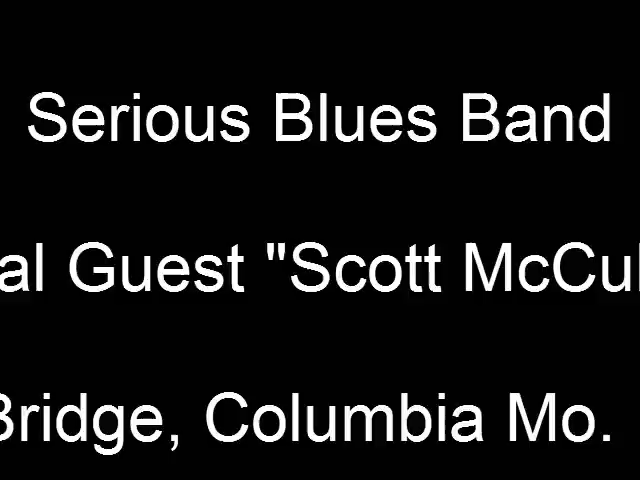 Serious Blues Band
al Guest "Scott McCul
Bridge, Columbia Mo.